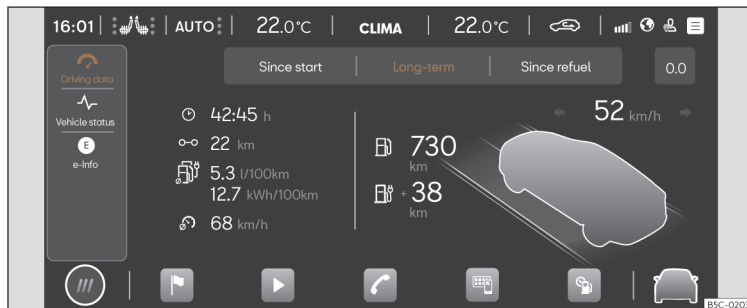 16:01 AUTO 22.0°C CLIMA 22.0°C
Driving data
Vehicle status
E
e-Info
Since start Long-term Since refuel 0.0
42:45 h
22 km
5.3 l/100km
12.7 kWh/100km
68 km/h
730
km
+38
km
52 km/h
B5C-0203